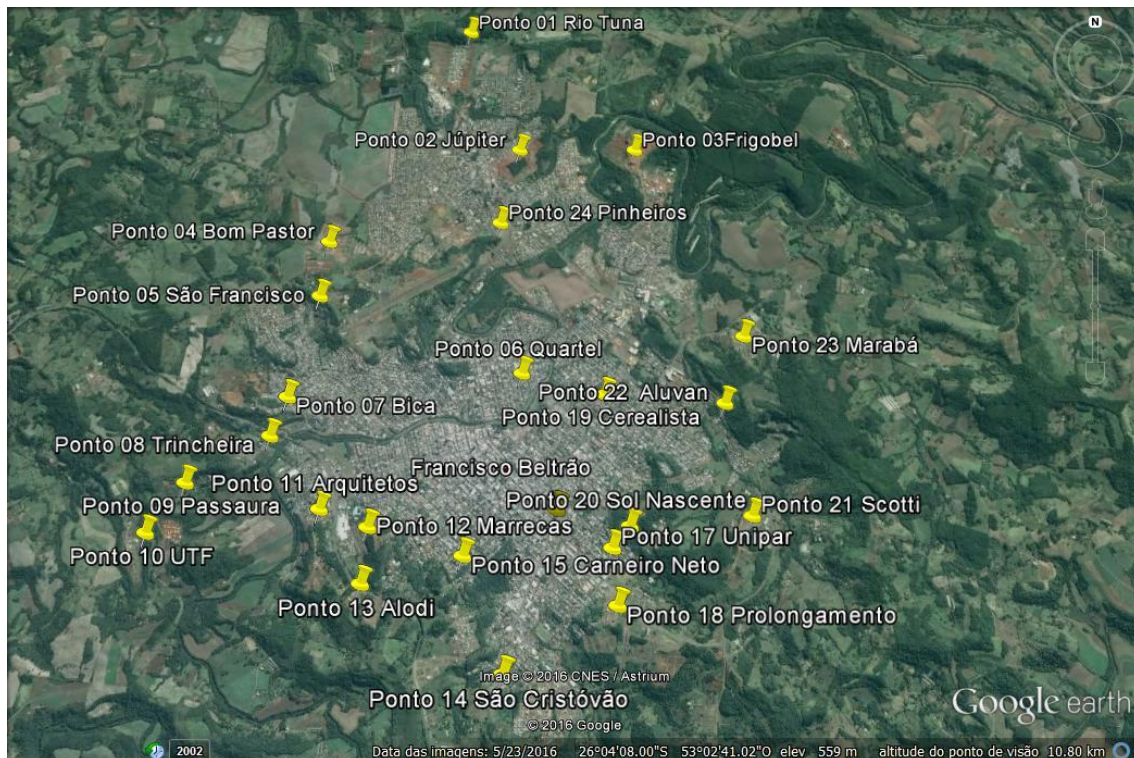 N
Ponto 01 Rio Tuna
Ponto 02 Júpiter
Ponto 03Frigobel
Ponto 24 Pinheiros
Ponto 04 Bom Pastor
Ponto 05 São Francisco
Ponto 23 Marabá
Ponto 06 Quartel
Ponto 22 Aluvan
Ponto 07 Bica
Ponto 19 Cerealista
Ponto 08 Trincheira
Francisco Beltrão
Ponto 11 Arquitetos
Ponto 09 Passaura
Ponto 20 Sol Nascente
Ponto 21 Scotti
Ponto 12 Marrecas
Ponto 17 Unipar
Ponto 10 UTF
Ponto 15 Carneiro Neto
Ponto 13 Alodi
Ponto 18 Prolongamento
Image © 2016 CNES / Astrium
Ponto 14 São Cristóvão
Google earth
© 2016 Google
2002
Data das imagens: 5/23/2016 26°04'08.00"S 53°02'41.02"O elev 559 m altitude do ponto de visão 10.80 km